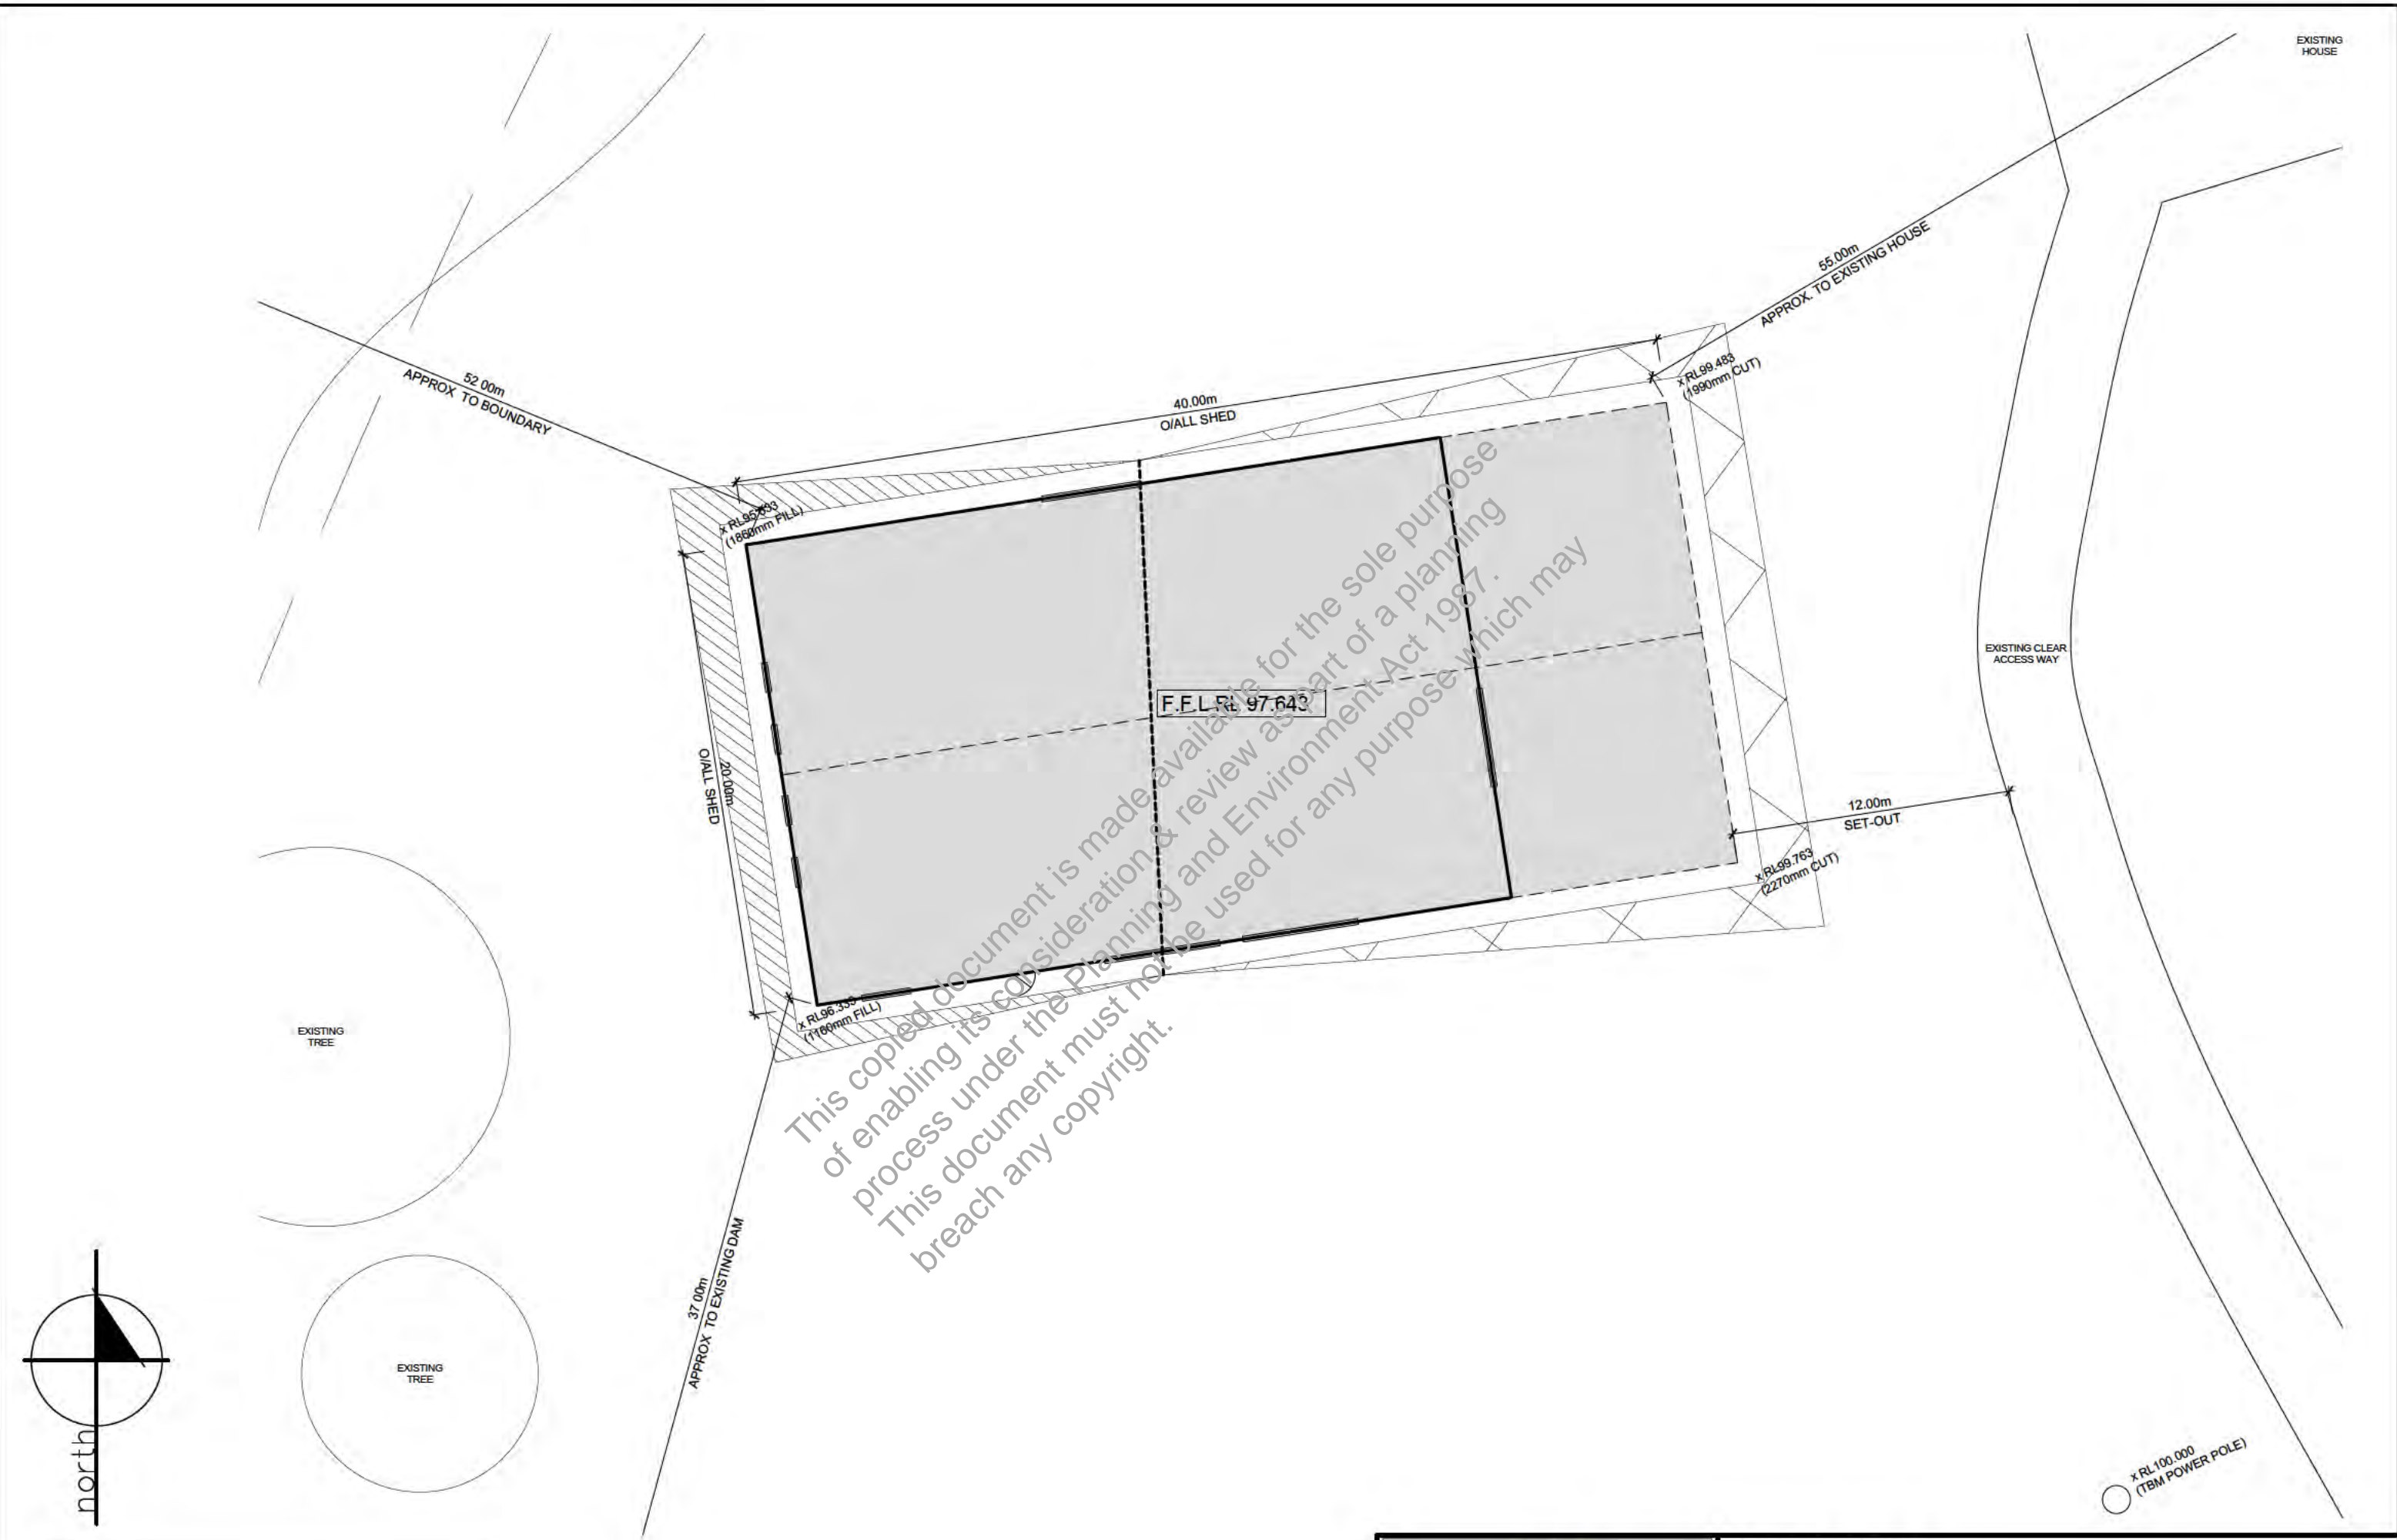 EXISTING
HOUSE
55.00m
APPROX. TO EXISTING HOUSE
x RL99.483
(1990mm CUT)
52 00m
APPROX TO BOUNDARY
40.00m
O/ALL SHED
x RL95.633
(1860mm FILL)
EXISTING CLEAR
ACCESS WAY
F.F.L RL 97.643
20.00m
O/ALL SHED
12.00m
SET-OUT
x RL99.763
(2270mm CUT)
x RL96.333
(1160mm FILL)
EXISTING
TREE
This copied document is made available for the sole purpose
of enabling its consideration & review as part of a planning
process under the Planning and Environment Act 1987.
This document must not be used for any purpose which may
breach any copyright.
37 00m
APPROX TO EXISTING DAM
EXISTING
TREE
north
x RL100.000
(TBM POWER POLE)